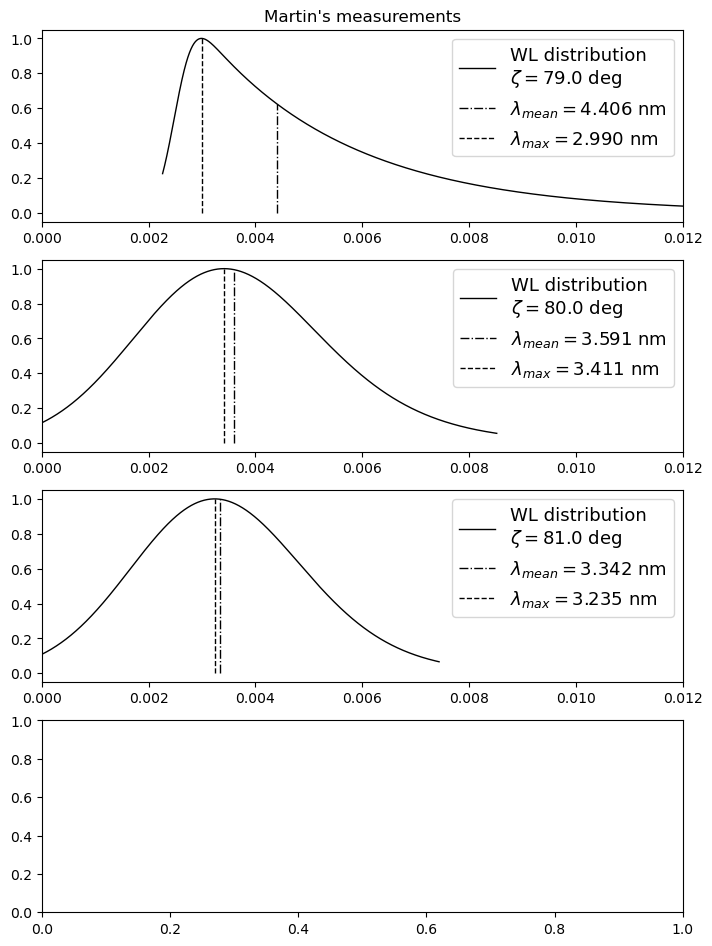 Martin's measurements
1.0
0.8
0.6
0.4
0.2
0.0
WL distribution
ζ = 79.0 deg
λmean = 4.406 nm
λmax = 2.990 nm
0.000 0.002 0.004 0.006 0.008 0.010 0.012
1.0
0.8
0.6
0.4
0.2
0.0
WL distribution
ζ = 80.0 deg
λmean = 3.591 nm
λmax = 3.411 nm
0.000 0.002 0.004 0.006 0.008 0.010 0.012
1.0
0.8
0.6
0.4
0.2
0.0
WL distribution
ζ = 81.0 deg
λmean = 3.342 nm
λmax = 3.235 nm
0.000 0.002 0.004 0.006 0.008 0.010 0.012
1.0
0.8
0.6
0.4
0.2
0.0
0.0 0.2 0.4 0.6 0.8 1.0